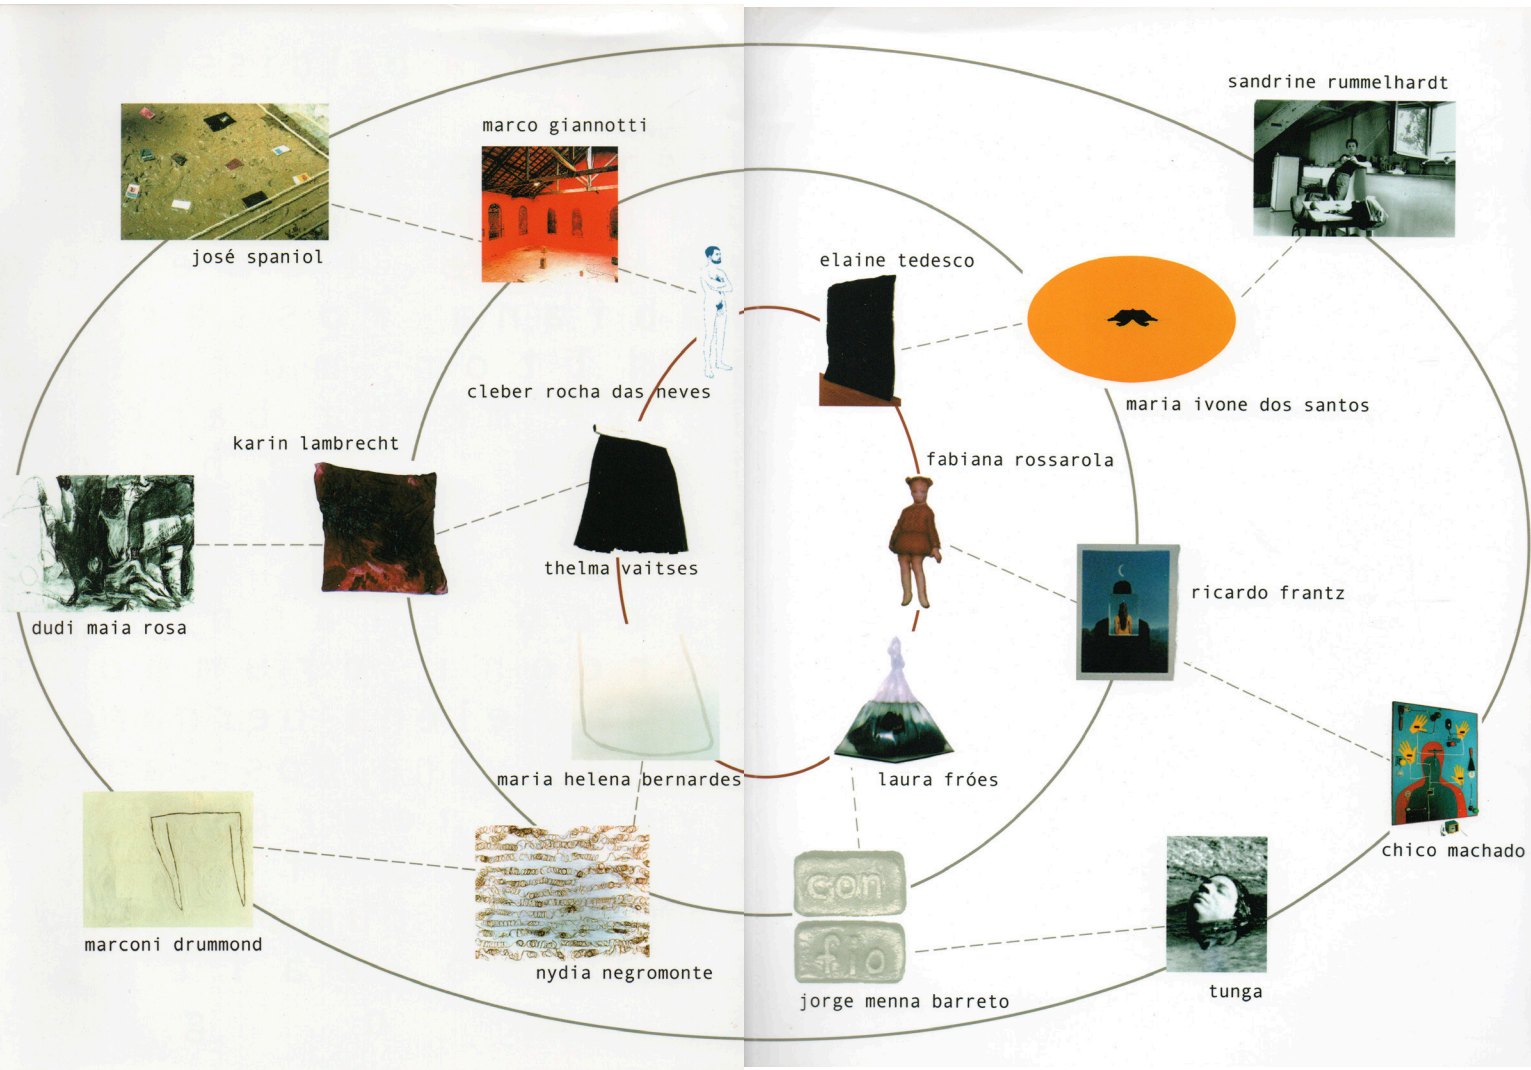 sandrine rummelhardt
marco giannotti
josé spaniol
elaine tedesco
cleber rocha das neves
maria ivone dos santos
karin lambrecht
fabiana rossarola
thelma vaitses
ricardo frantz
dudi maia rosa
maria helena bernardes
laura fróes
chico machado
con
fio
marconi drummond
nydia negromonte
jorge menna barreto
tunga